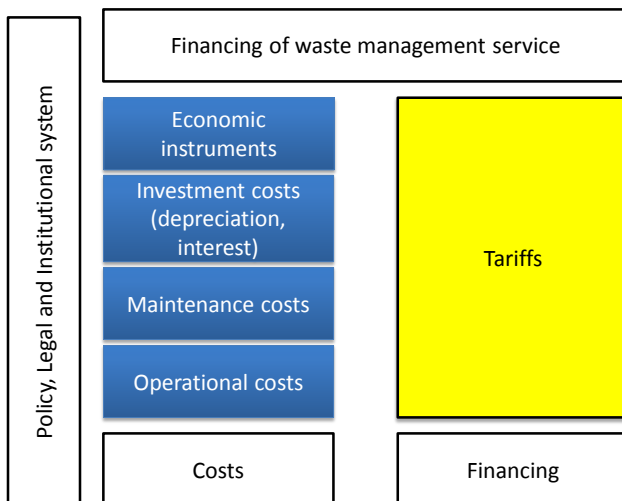 Policy, Legal and Institutional system
Financing of waste management service
Economic
instruments
Investment costs
(depreciation,
interest)
Maintenance costs
Operational costs
Costs
Tariffs
Financing